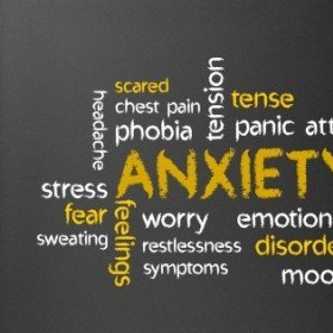 scared
headache
chest pain
tension
tense
phobia
panic att
ANXIETY
stress
fear
feelings
worry
emotion
sweating
restlessness
disorde
symptoms
moo